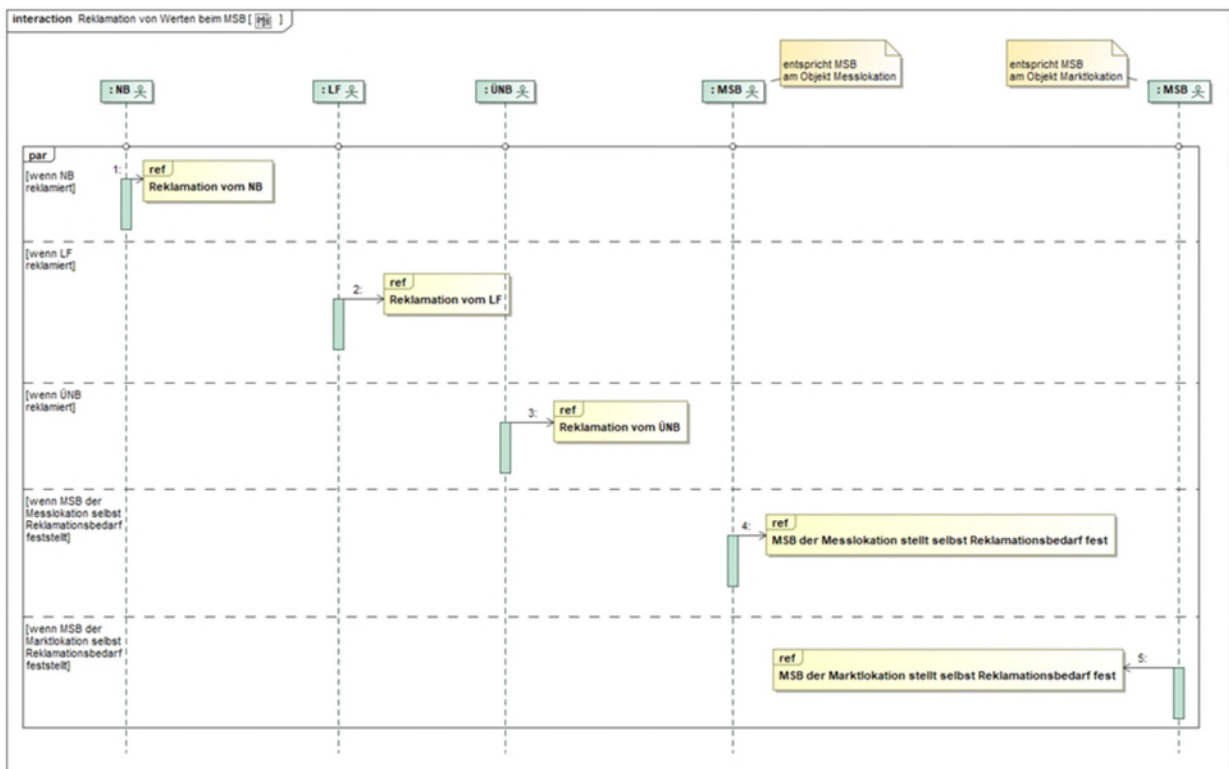 interaction Reklamation von Werten beim MSB [ ]
entspricht MSB
am Objekt Messlokation
entspricht MSB
am Objekt Marktlokation
: NB
: LF
: ÜNB
: MSB
: MSB
par
[wenn NB
reklamiert]
1:
ref
Reklamation vom NB
[wenn LF
reklamiert]
2:
ref
Reklamation vom LF
[wenn ÜNB
reklamiert]
3:
ref
Reklamation vom ÜNB
[wenn MSB der
Messlokation selbst
Reklamationsbedarf
feststellt]
4:
ref
MSB der Messlokation stellt selbst Reklamationsbedarf fest
[wenn MSB der
Marktlokation selbst
Reklamationsbedarf
feststellt]
5:
ref
MSB der Marktlokation stellt selbst Reklamationsbedarf fest